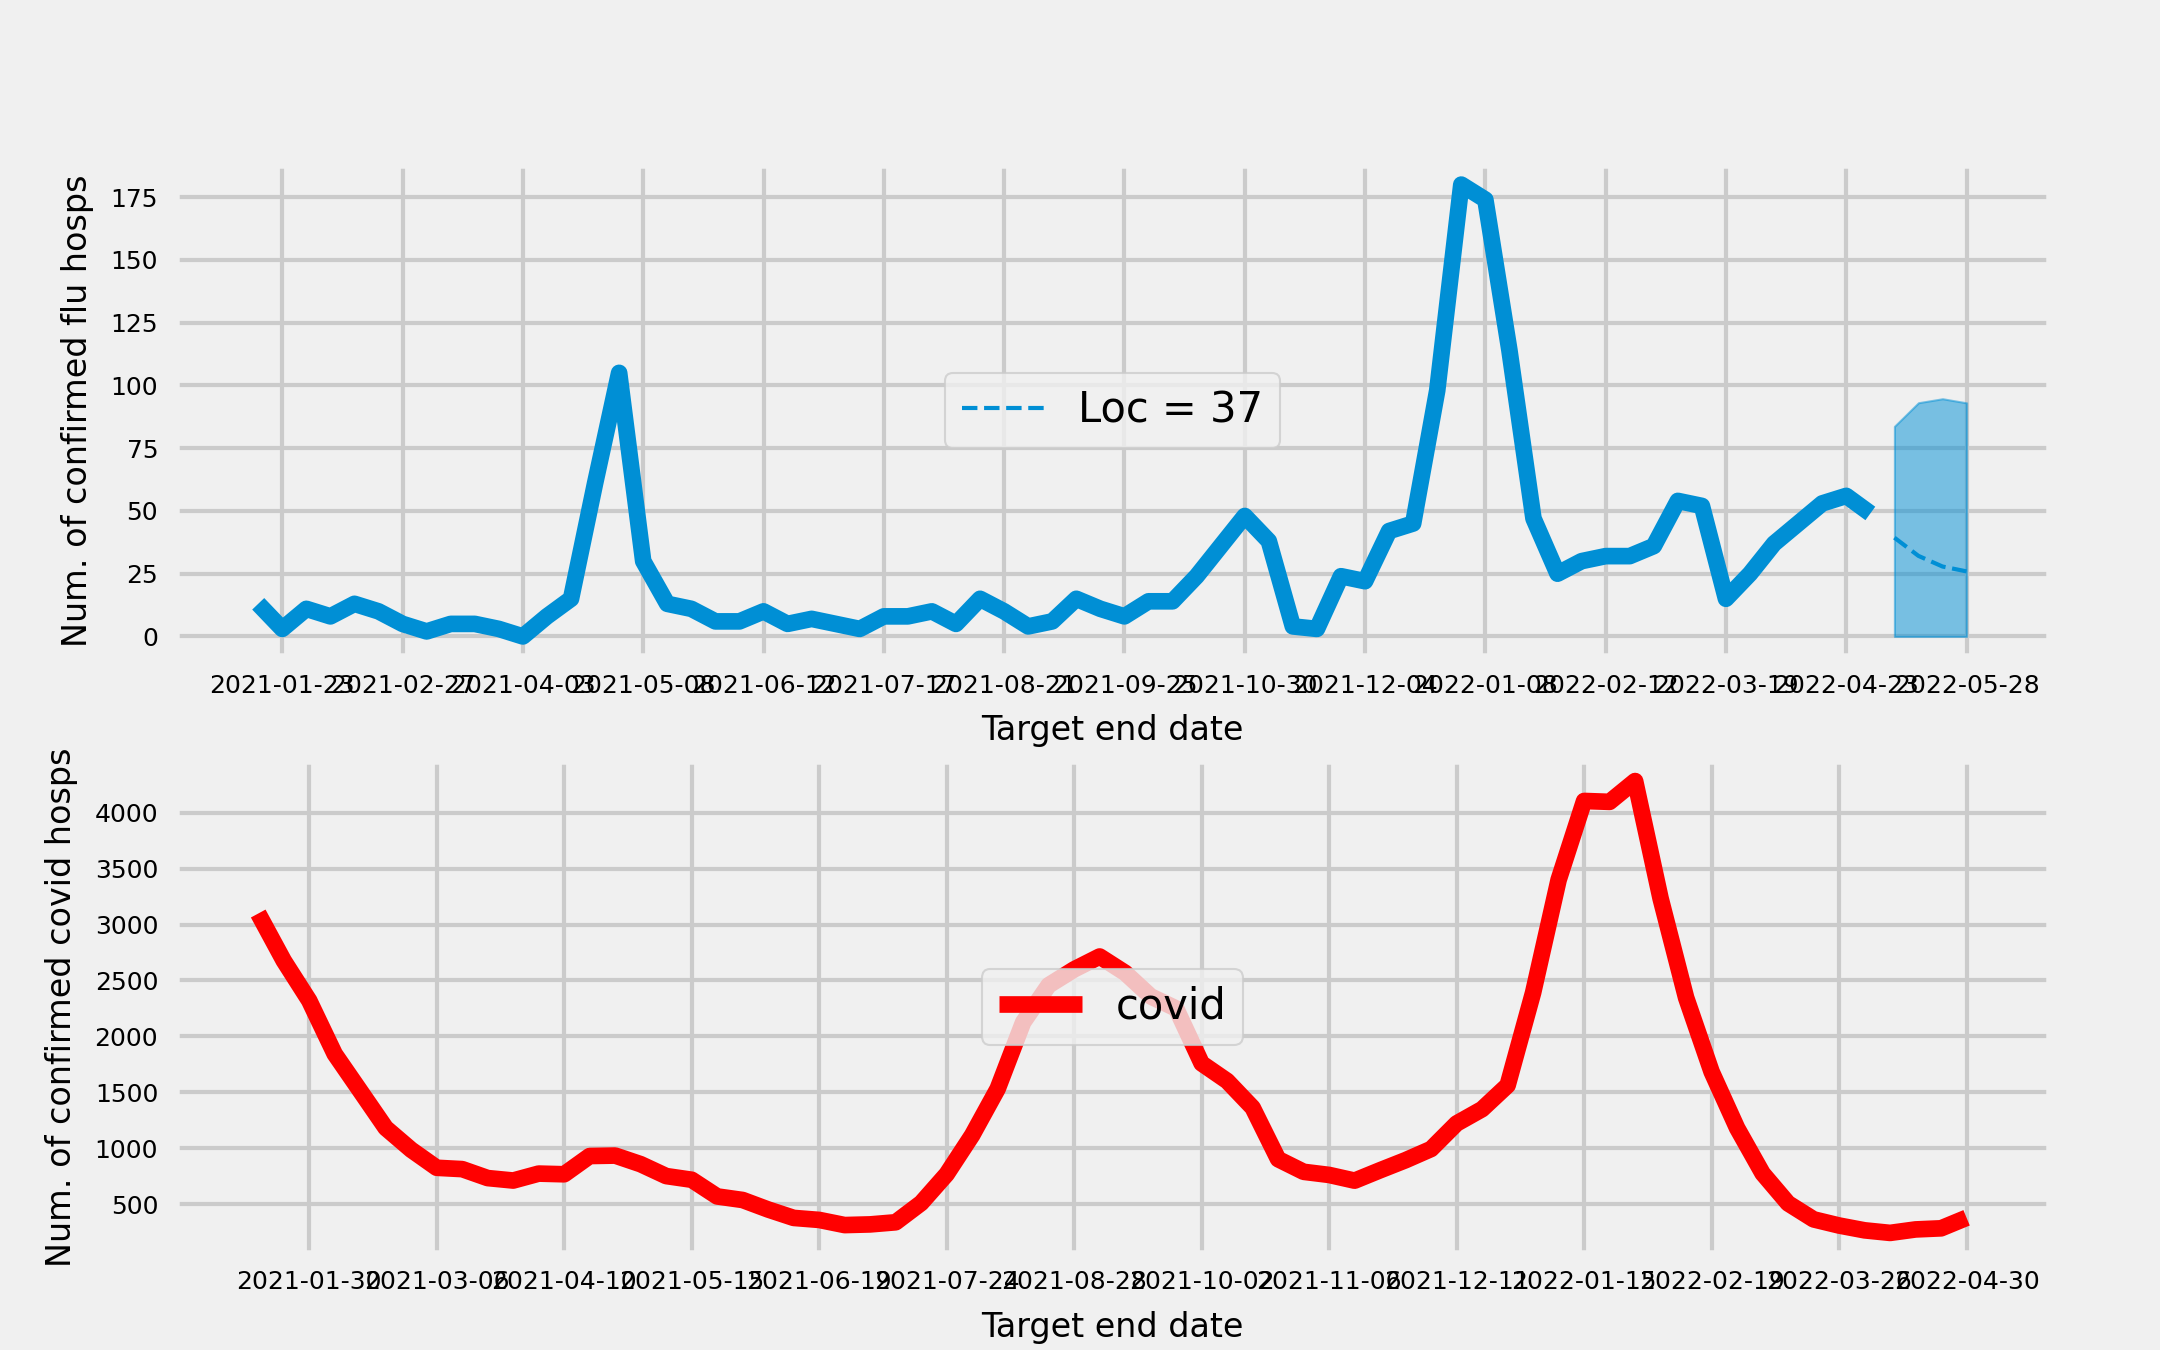 Num. of confirmed flu hosps
175
150
125
100
75
50
25
0
Loc = 37
2021-01-23 2021-02-27 2021-04-03 2021-05-08 2021-06-12 2021-07-17 2021-08-21 2021-09-25 2021-10-30 2021-12-04 2022-01-08 2022-02-12 2022-03-19 2022-04-23 2022-05-28
Target end date
Num. of confirmed covid hosps
4000
3500
3000
2500
2000
1500
1000
500
covid
2021-01-30 2021-03-06 2021-04-10 2021-05-15 2021-06-19 2021-07-24 2021-08-28 2021-10-02 2021-11-06 2021-12-11 2022-01-15 2022-02-19 2022-03-26 2022-04-30
Target end date